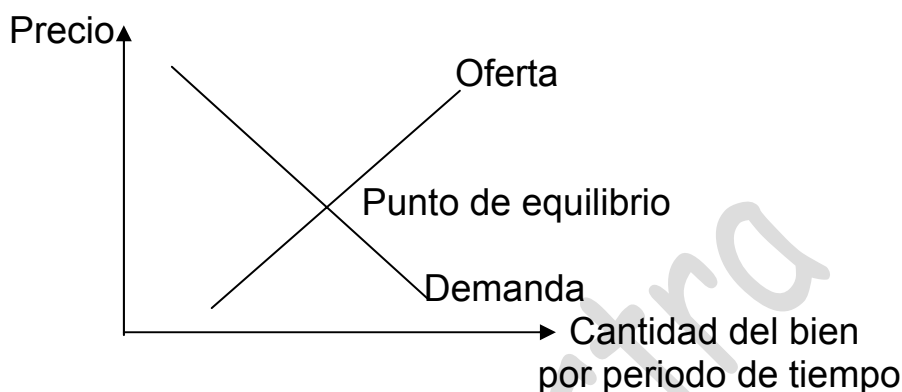 Precio
Oferta
Punto de equilibrio
Demanda
Cantidad del bien
por periodo de tiempo